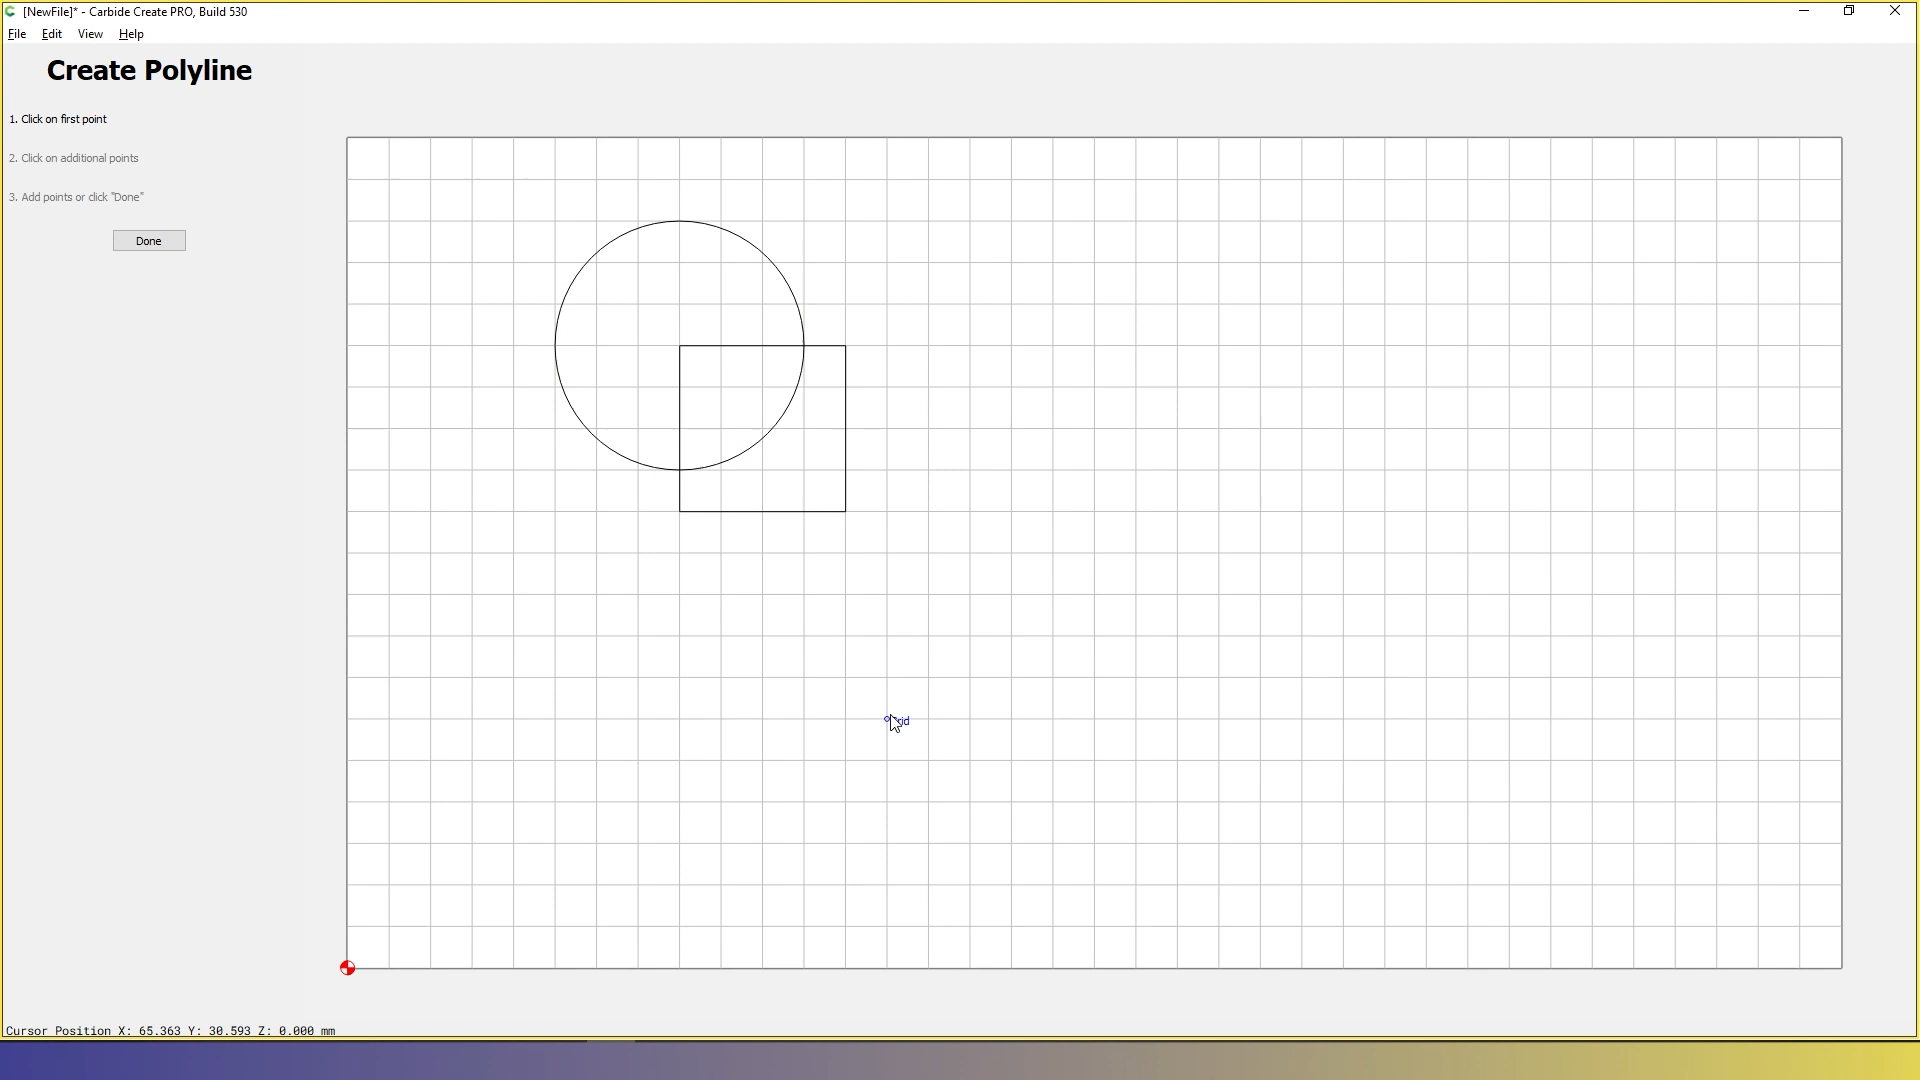 [NewFile]* - Carbide Create PRO, Build 530
File Edit View Help
Create Polyline
1. Click on first point
2. Click on additional points
3. Add points or click "Done"
Done
Cursor Position X: 65.363 Y: 30.593 Z: 0.000 mm